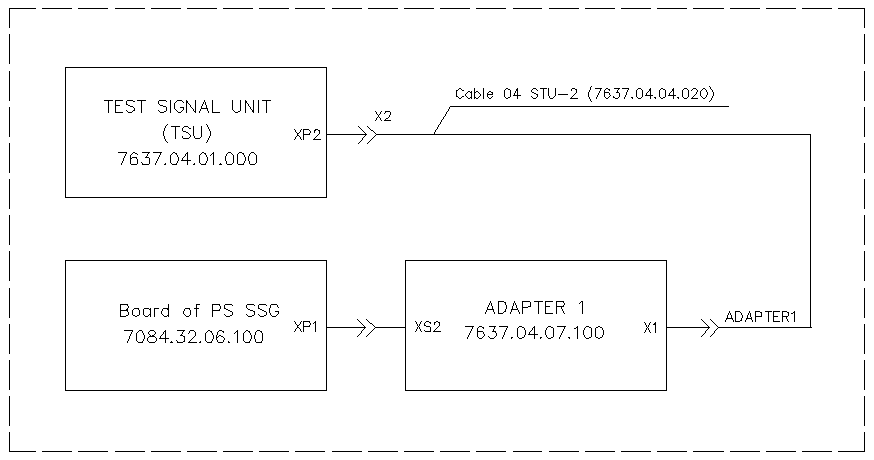 Cable 04 STU-2 (7637.04.04.020)
TEST SIGNAL UNIT
(TSU)
7637.04.01.000
XP2
X2
Board of PS SSG
7084.32.06.100
XP1
XS2
ADAPTER 1
7637.04.07.100
X1
ADAPTER1